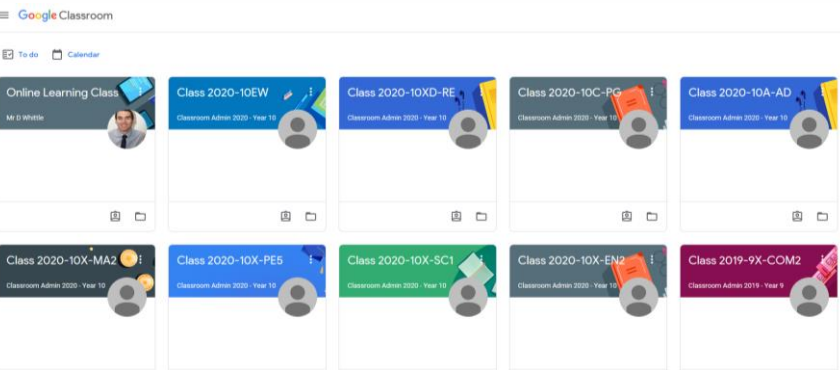 Google Classroom
To do Calendar
Online Learning Class
Mr D Whittle
Class 2020-10EW
Classroom Admin 2020 - Year 10
Class 2020-10XD-RE
Classroom Admin 2020 - Year 10
Class 2020-10C-PG
Classroom Admin 2020 - Year 10
Class 2020-10A-AD
Classroom Admin 2020 - Year 10
Class 2020-10X-MA2
Classroom Admin 2020 - Year 10
Class 2020-10X-PE5
Classroom Admin 2020 - Year 10
Class 2020-10X-SC1
Classroom Admin 2020 - Year 10
Class 2020-10X-EN2
Classroom Admin 2020 - Year 10
Class 2019-9X-COM2
Classroom Admin 2019 - Year 9